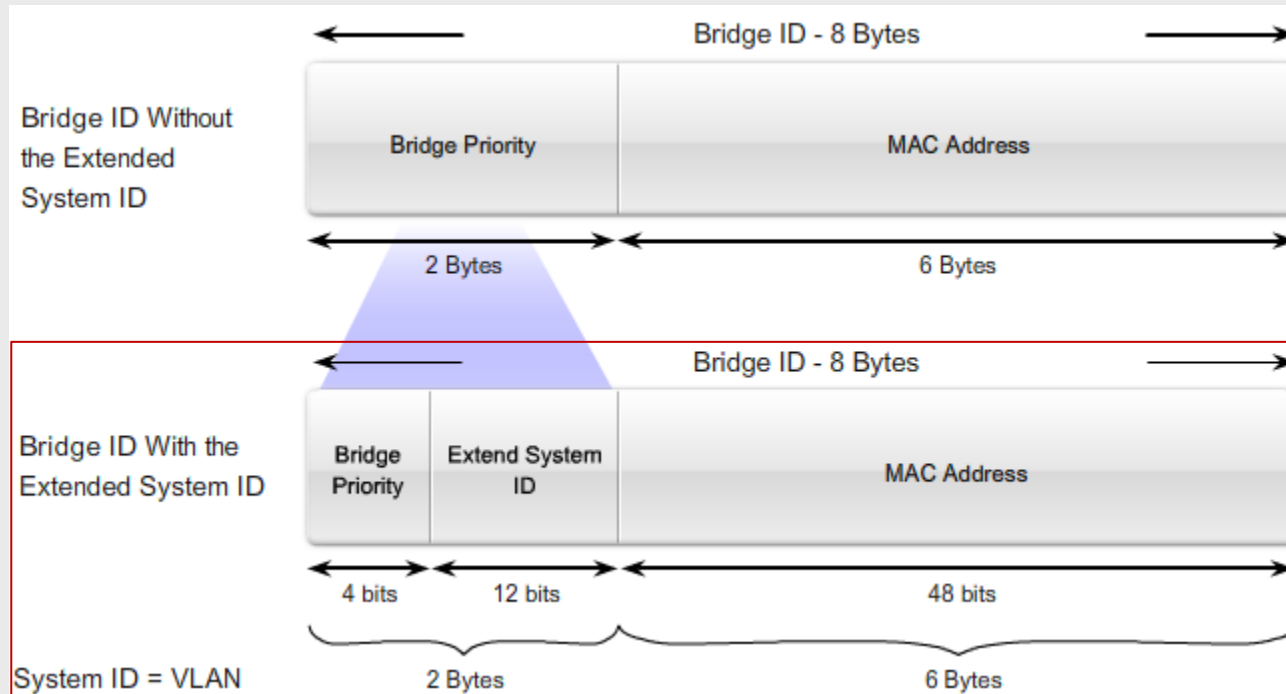 Bridge ID - 8 Bytes
Bridge ID Without
the Extended
System ID
Bridge Priority
MAC Address
2 Bytes
6 Bytes
Bridge ID - 8 Bytes
Bridge ID With the
Extended System ID
Bridge
Priority
Extend System
ID
MAC Address
4 bits
12 bits
48 bits
System ID = VLAN
2 Bytes
6 Bytes